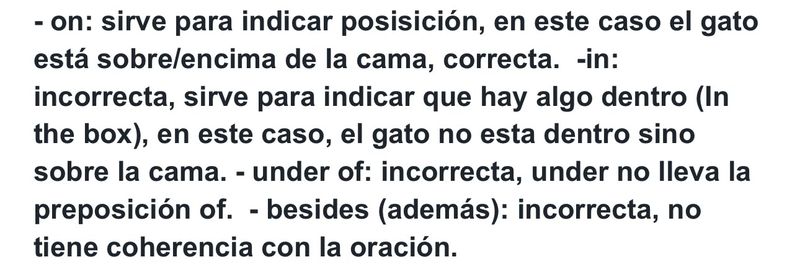 - on: sirve para indicar posisición, en este caso el gato
está sobre/encima de la cama, correcta.  -in:
incorrecta, sirve para indicar que hay algo dentro (In
the box), en este caso, el gato no esta dentro sino
sobre la cama. - under of: incorrecta, under no lleva la
preposición of.  - besides (además): incorrecta, no
tiene coherencia con la oración.